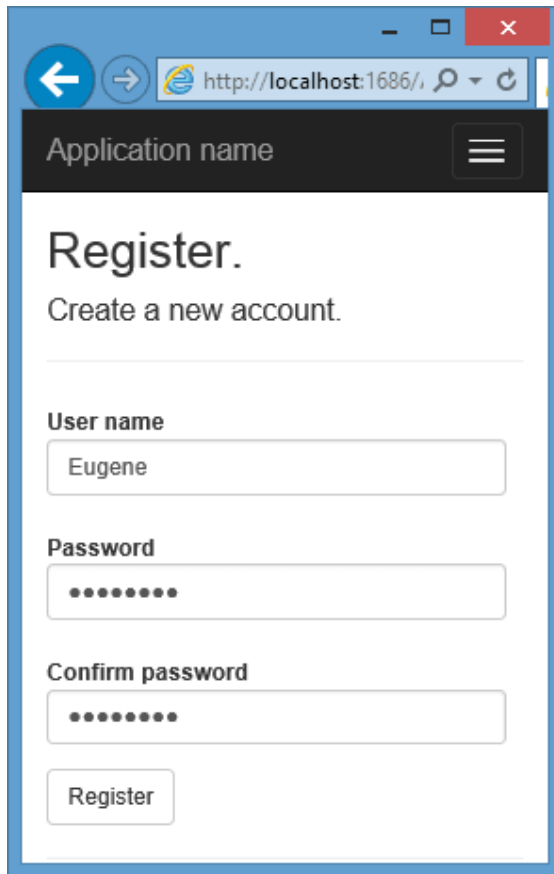 http://localhost:1686/
Application name
Register.
Create a new account.
User name
Eugene
Password
••••••••
Confirm password
••••••••
Register